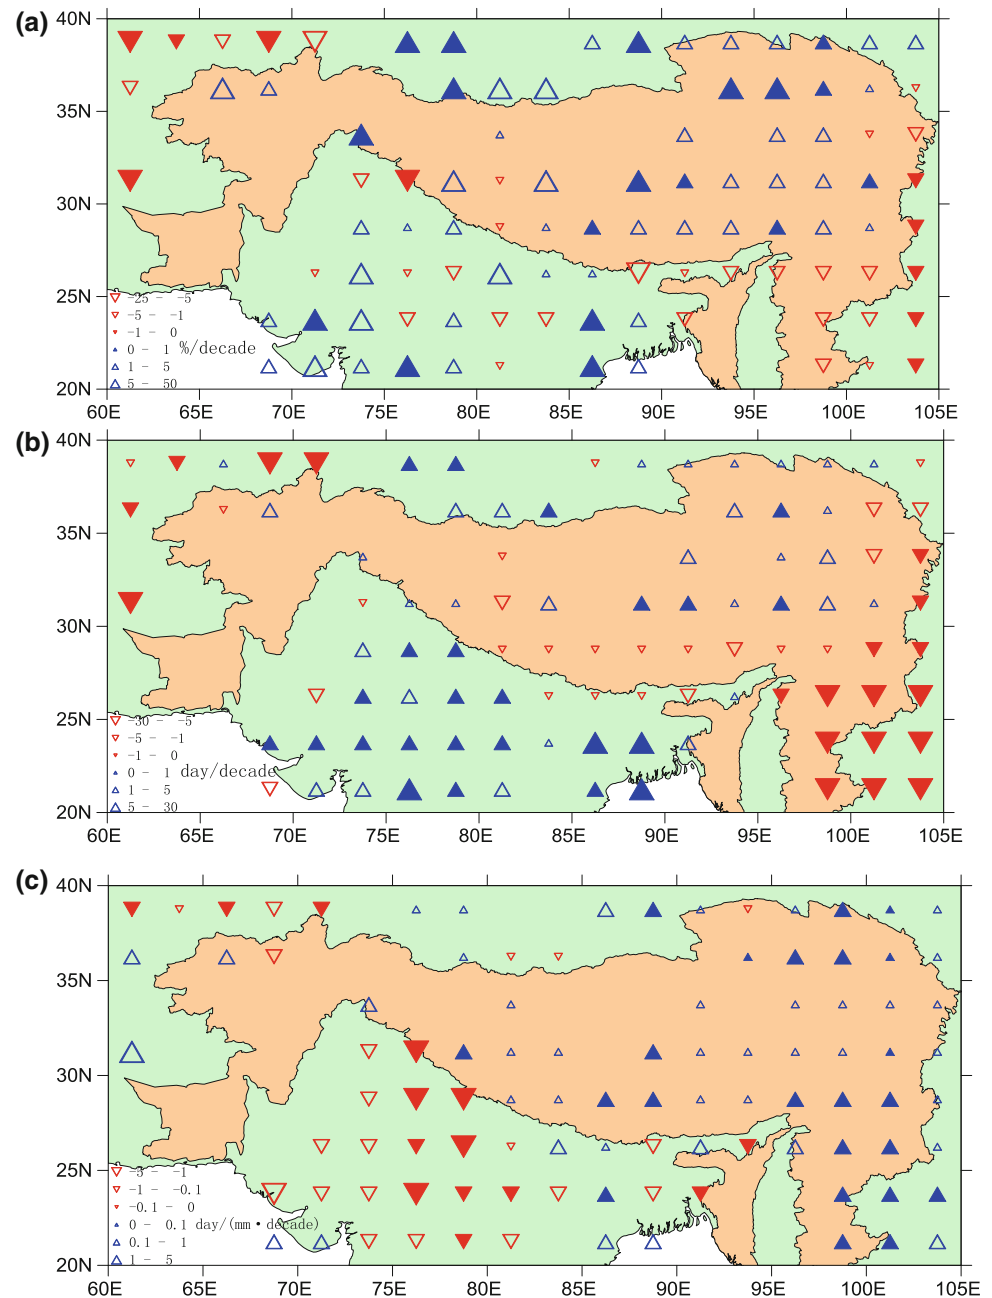 (a)
40N
35N
30N
25N
20N
-25 - -5
-5 - -1
-1 - 0
0 - 1 %/decade
1 - 5
5 - 50
60E 65E 70E 75E 80E 85E 90E 95E 100E 105E
(b)
40N
35N
30N
25N
20N
-30 - -5
-5 - -1
-1 - 0
0 - 1 day/decade
1 - 5
5 - 30
60E 65E 70E 75E 80E 85E 90E 95E 100E 105E
(c)
40N
35N
30N
25N
20N
-5 - -1
-1 - -0.1
-0.1 - 0
0 - 0.1 day/(mm·decade)
0.1 - 1
1 - 5
60E 65E 70E 75E 80E 85E 90E 95E 100E 105E